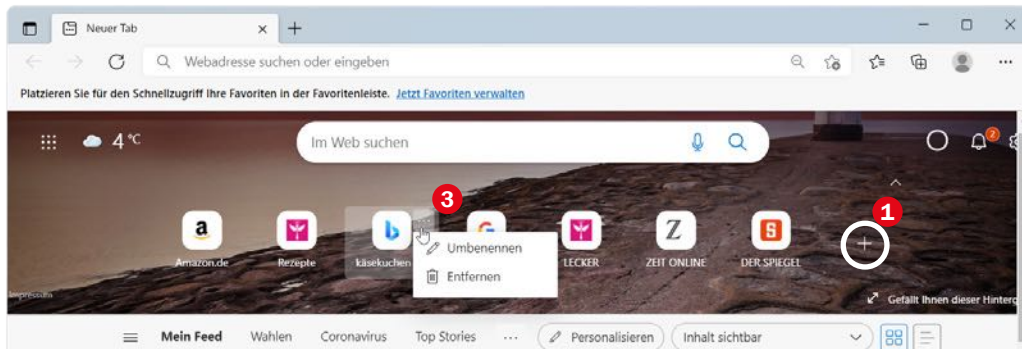 Neuer Tab
Webadresse suchen oder eingeben
Platzieren Sie für den Schnellzugriff Ihre Favoriten in der Favoritenleiste. Jetzt Favoriten verwalten
4 °C
Im Web suchen
2
3
1
a
Z
S
Umbenennen
Amazon.de
Rezepte
käsekuchen
LECKER
ZEIT ONLINE
DER SPIEGEL
Entfernen
Impressum
Gefällt Ihnen dieser Hinterg
Mein Feed Wahlen Coronavirus Top Stories ... Personalisieren Inhalt sichtbar